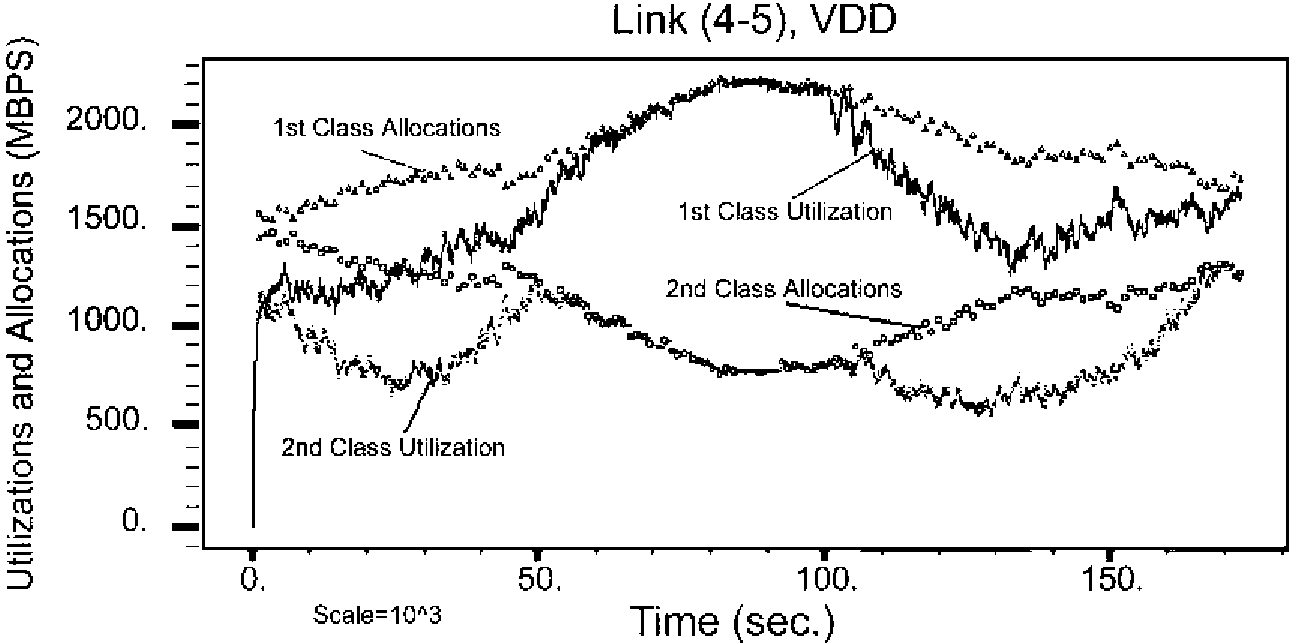 Link (4-5), VDD
Utilizations and Allocations (MBPS)
2000.
1500.
1000.
500.
0.
1st Class Allocations
1st Class Utilization
2nd Class Allocations
2nd Class Utilization
0.
50.
100.
150.
Scale=10^3
Time (sec.)